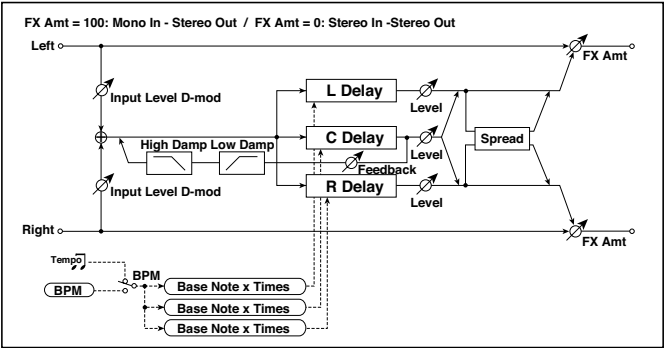 FX Amt = 100: Mono In - Stereo Out / FX Amt = 0: Stereo In -Stereo Out
Left
FX Amt
Input Level D-mod
L Delay
Level
High Damp Low Damp
C Delay
Level
Spread
Feedback
Input Level D-mod
R Delay
Level
Right
FX Amt
Tempo
BPM
BPM
Base Note x Times
Base Note x Times
Base Note x Times